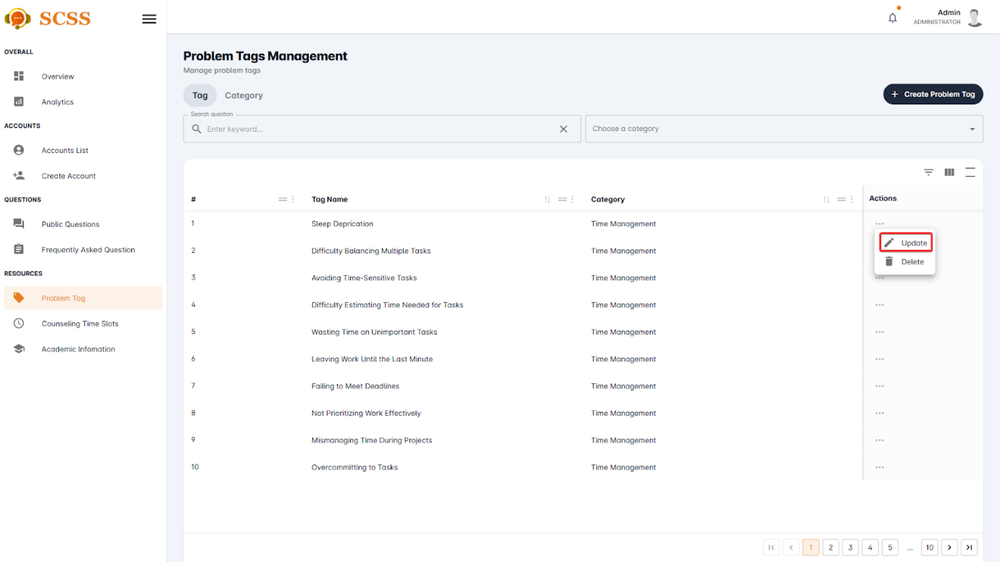 SCSS
Admin
ADMINISTRATOR
OVERALL
Overview
Analytics
ACCOUNTS
Accounts List
Create Account
QUESTIONS
Public Questions
Frequently Asked Question
RESOURCES
Problem Tag
Counseling Time Slots
Academic Infomation
Problem Tags Management
Manage problem tags
Tag Category
+ Create Problem Tag
Search question
Enter keyword...
Choose a category
# Tag Name Category Actions
1 Sleep Deprication Time Management ...
Update
Delete
2 Difficulty Balancing Multiple Tasks Time Management
3 Avoiding Time-Sensitive Tasks Time Management ...
4 Difficulty Estimating Time Needed for Tasks Time Management ...
5 Wasting Time on Unimportant Tasks Time Management ...
6 Leaving Work Until the Last Minute Time Management ...
7 Failing to Meet Deadlines Time Management ...
8 Not Prioritizing Work Effectively Time Management ...
9 Mismanaging Time During Projects Time Management ...
10 Overcommitting to Tasks Time Management ...
1 2 3 4 5 ... 10